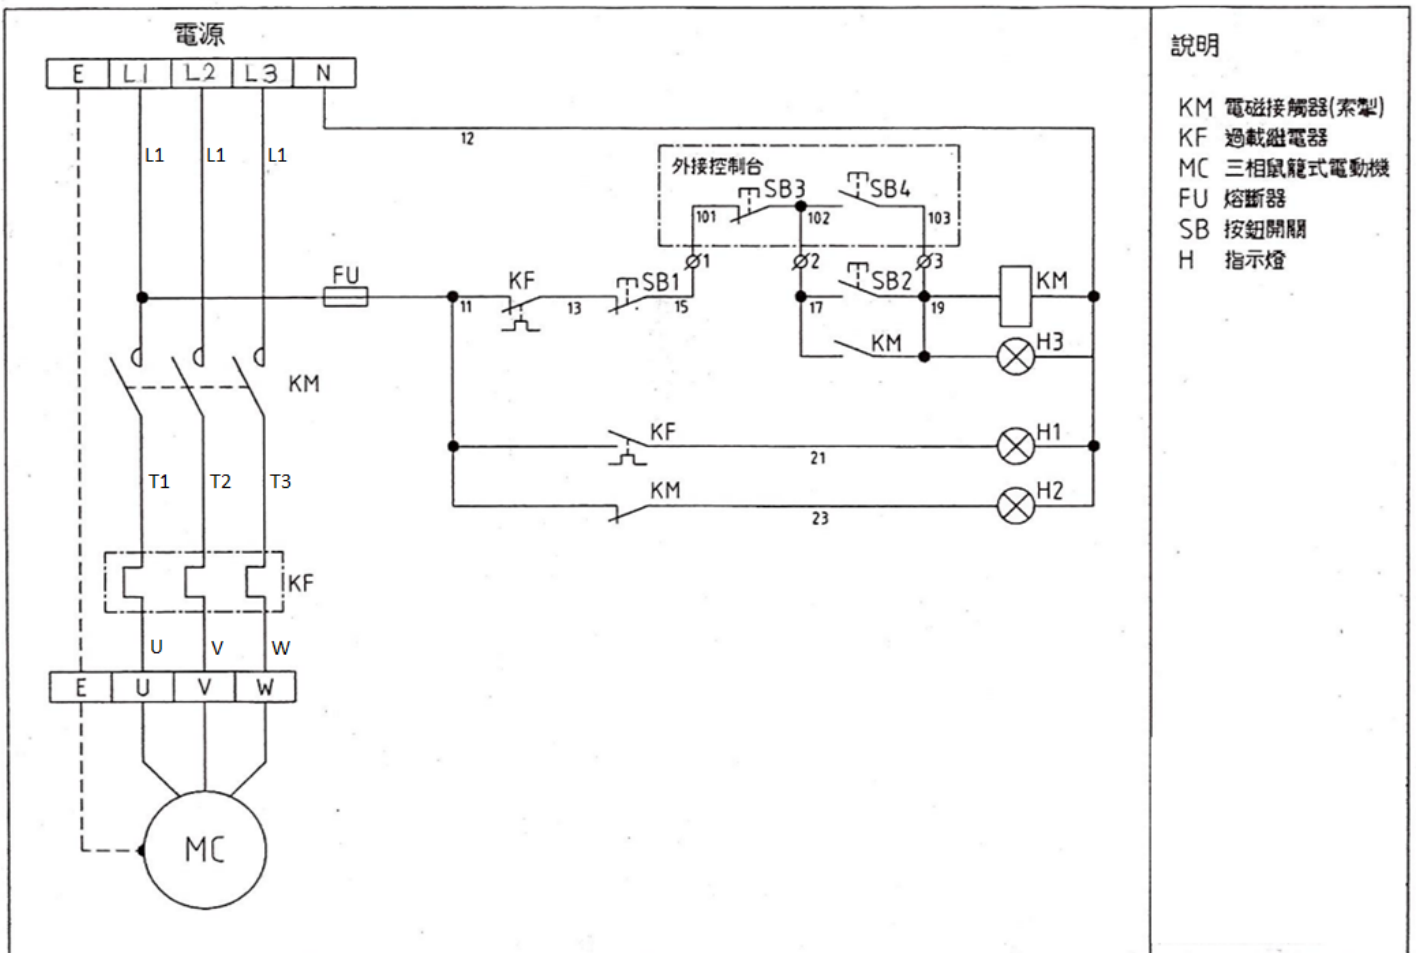 電源
E L1 L2 L3 N
L1 L1 L1
12
外接控制台
SB3 SB4
101 102 103
1 2 3
FU
KF SB1 SB2 KM
11 13 15 17 19
KM H3
KM
KF H1
21
T1 T2 T3
KM H2
23
KF
U V W
E U V W
MC
說明
KM 電磁接觸器(索掣)
KF 過載繼電器
MC 三相鼠籠式電動機
FU 熔斷器
SB 按鈕開關
H 指示燈